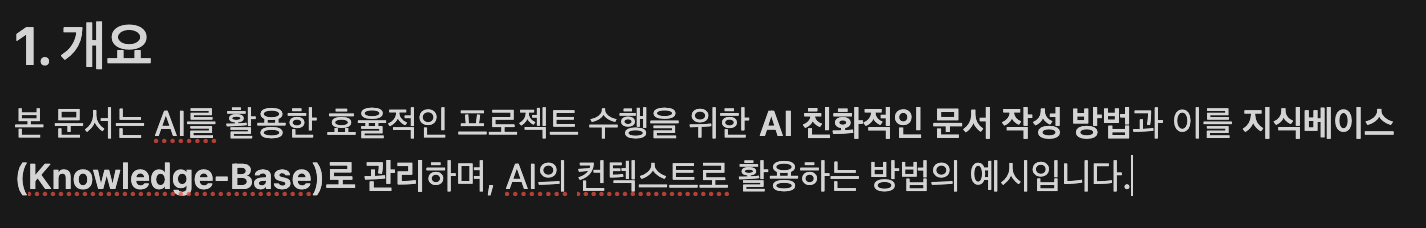 1. 개요
본 문서는 AI를 활용한 효율적인 프로젝트 수행을 위한 AI 친화적인 문서 작성 방법과 이를 지식베이스
(Knowledge-Base)로 관리하며, AI의 컨텍스트로 활용하는 방법의 예시입니다.